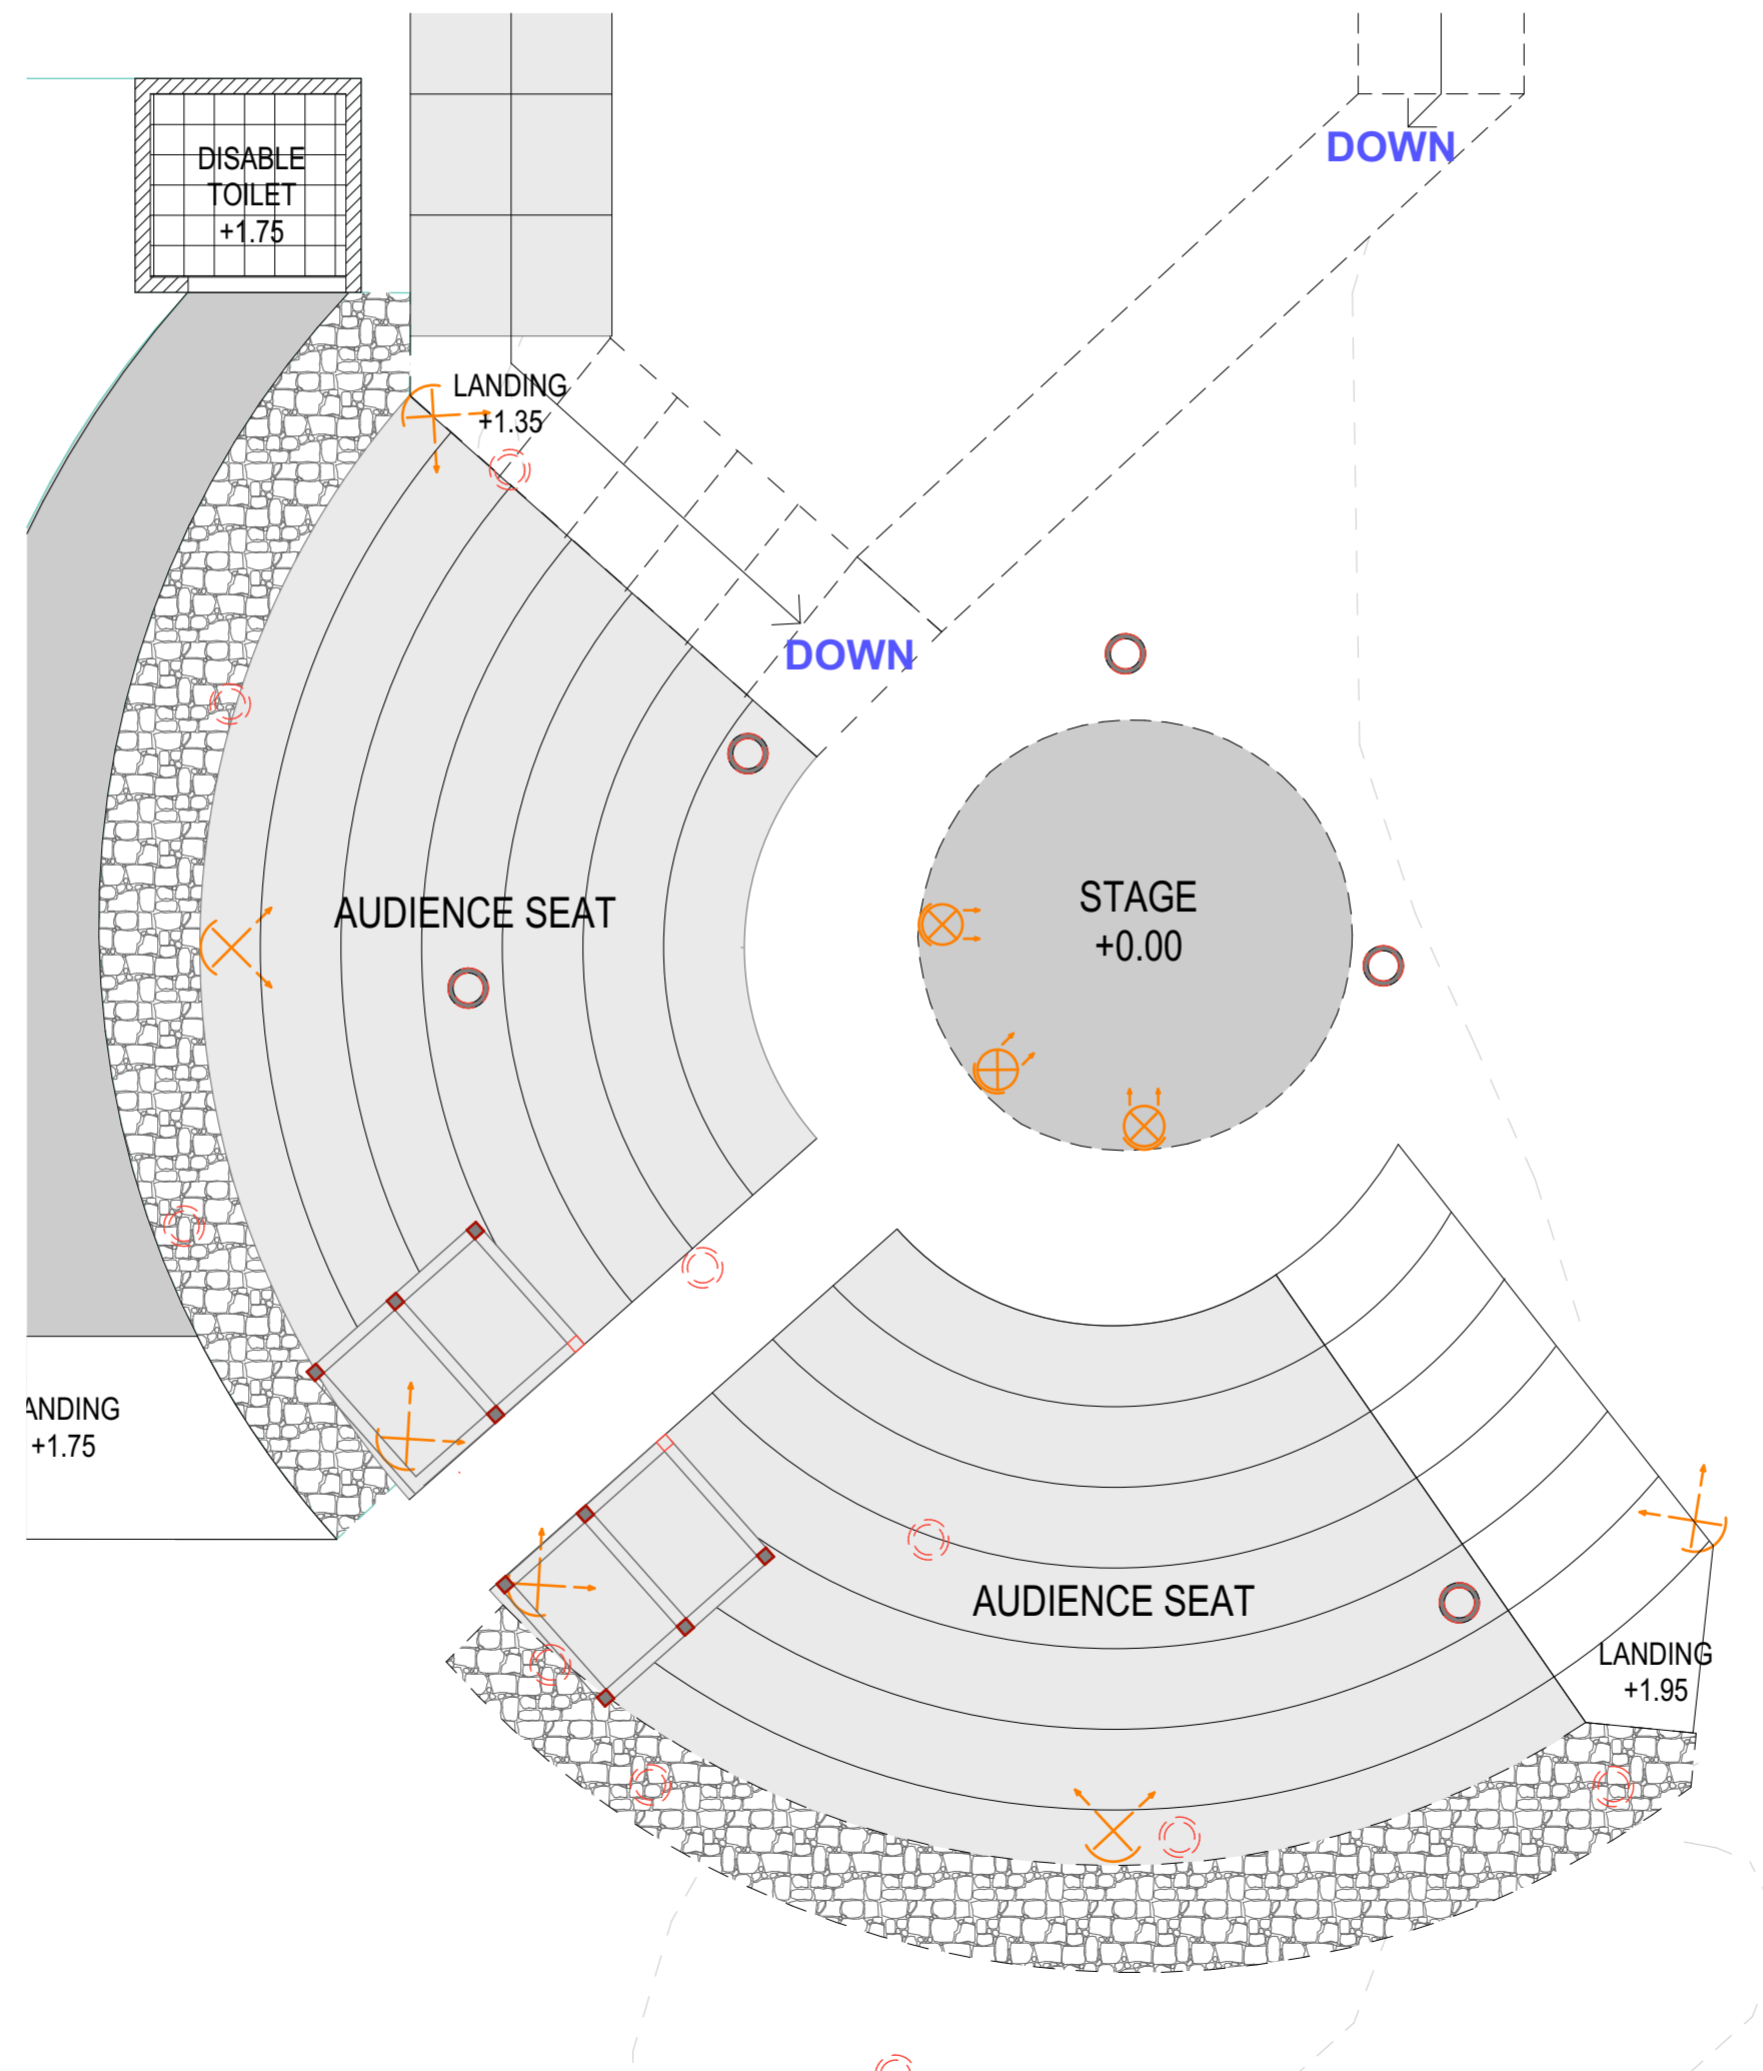 DOWN
DISABLE
TOILET
+1.75
LANDING
+1.35
DOWN
STAGE
+0.00
AUDIENCE SEAT
ANDING
+1.75
AUDIENCE SEAT
LANDING
+1.95